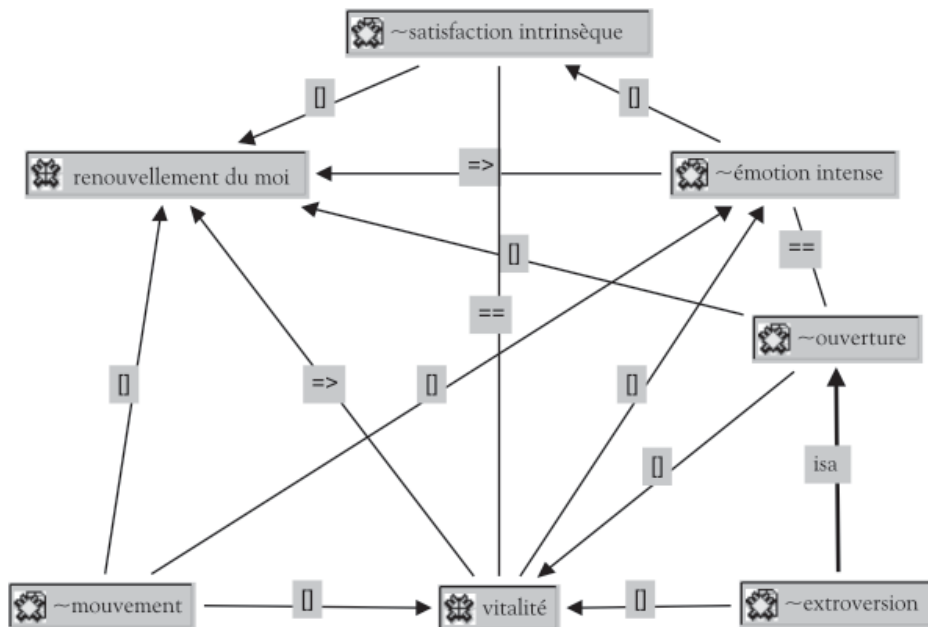 ~satisfaction intrinsèque
[]
[]
renouvellement du moi
=>
~émotion intense
[]
==
==
~ouverture
[]
=>
[]
[]
[]
isa
~mouvement
[]
vitalité
[]
~extroversion